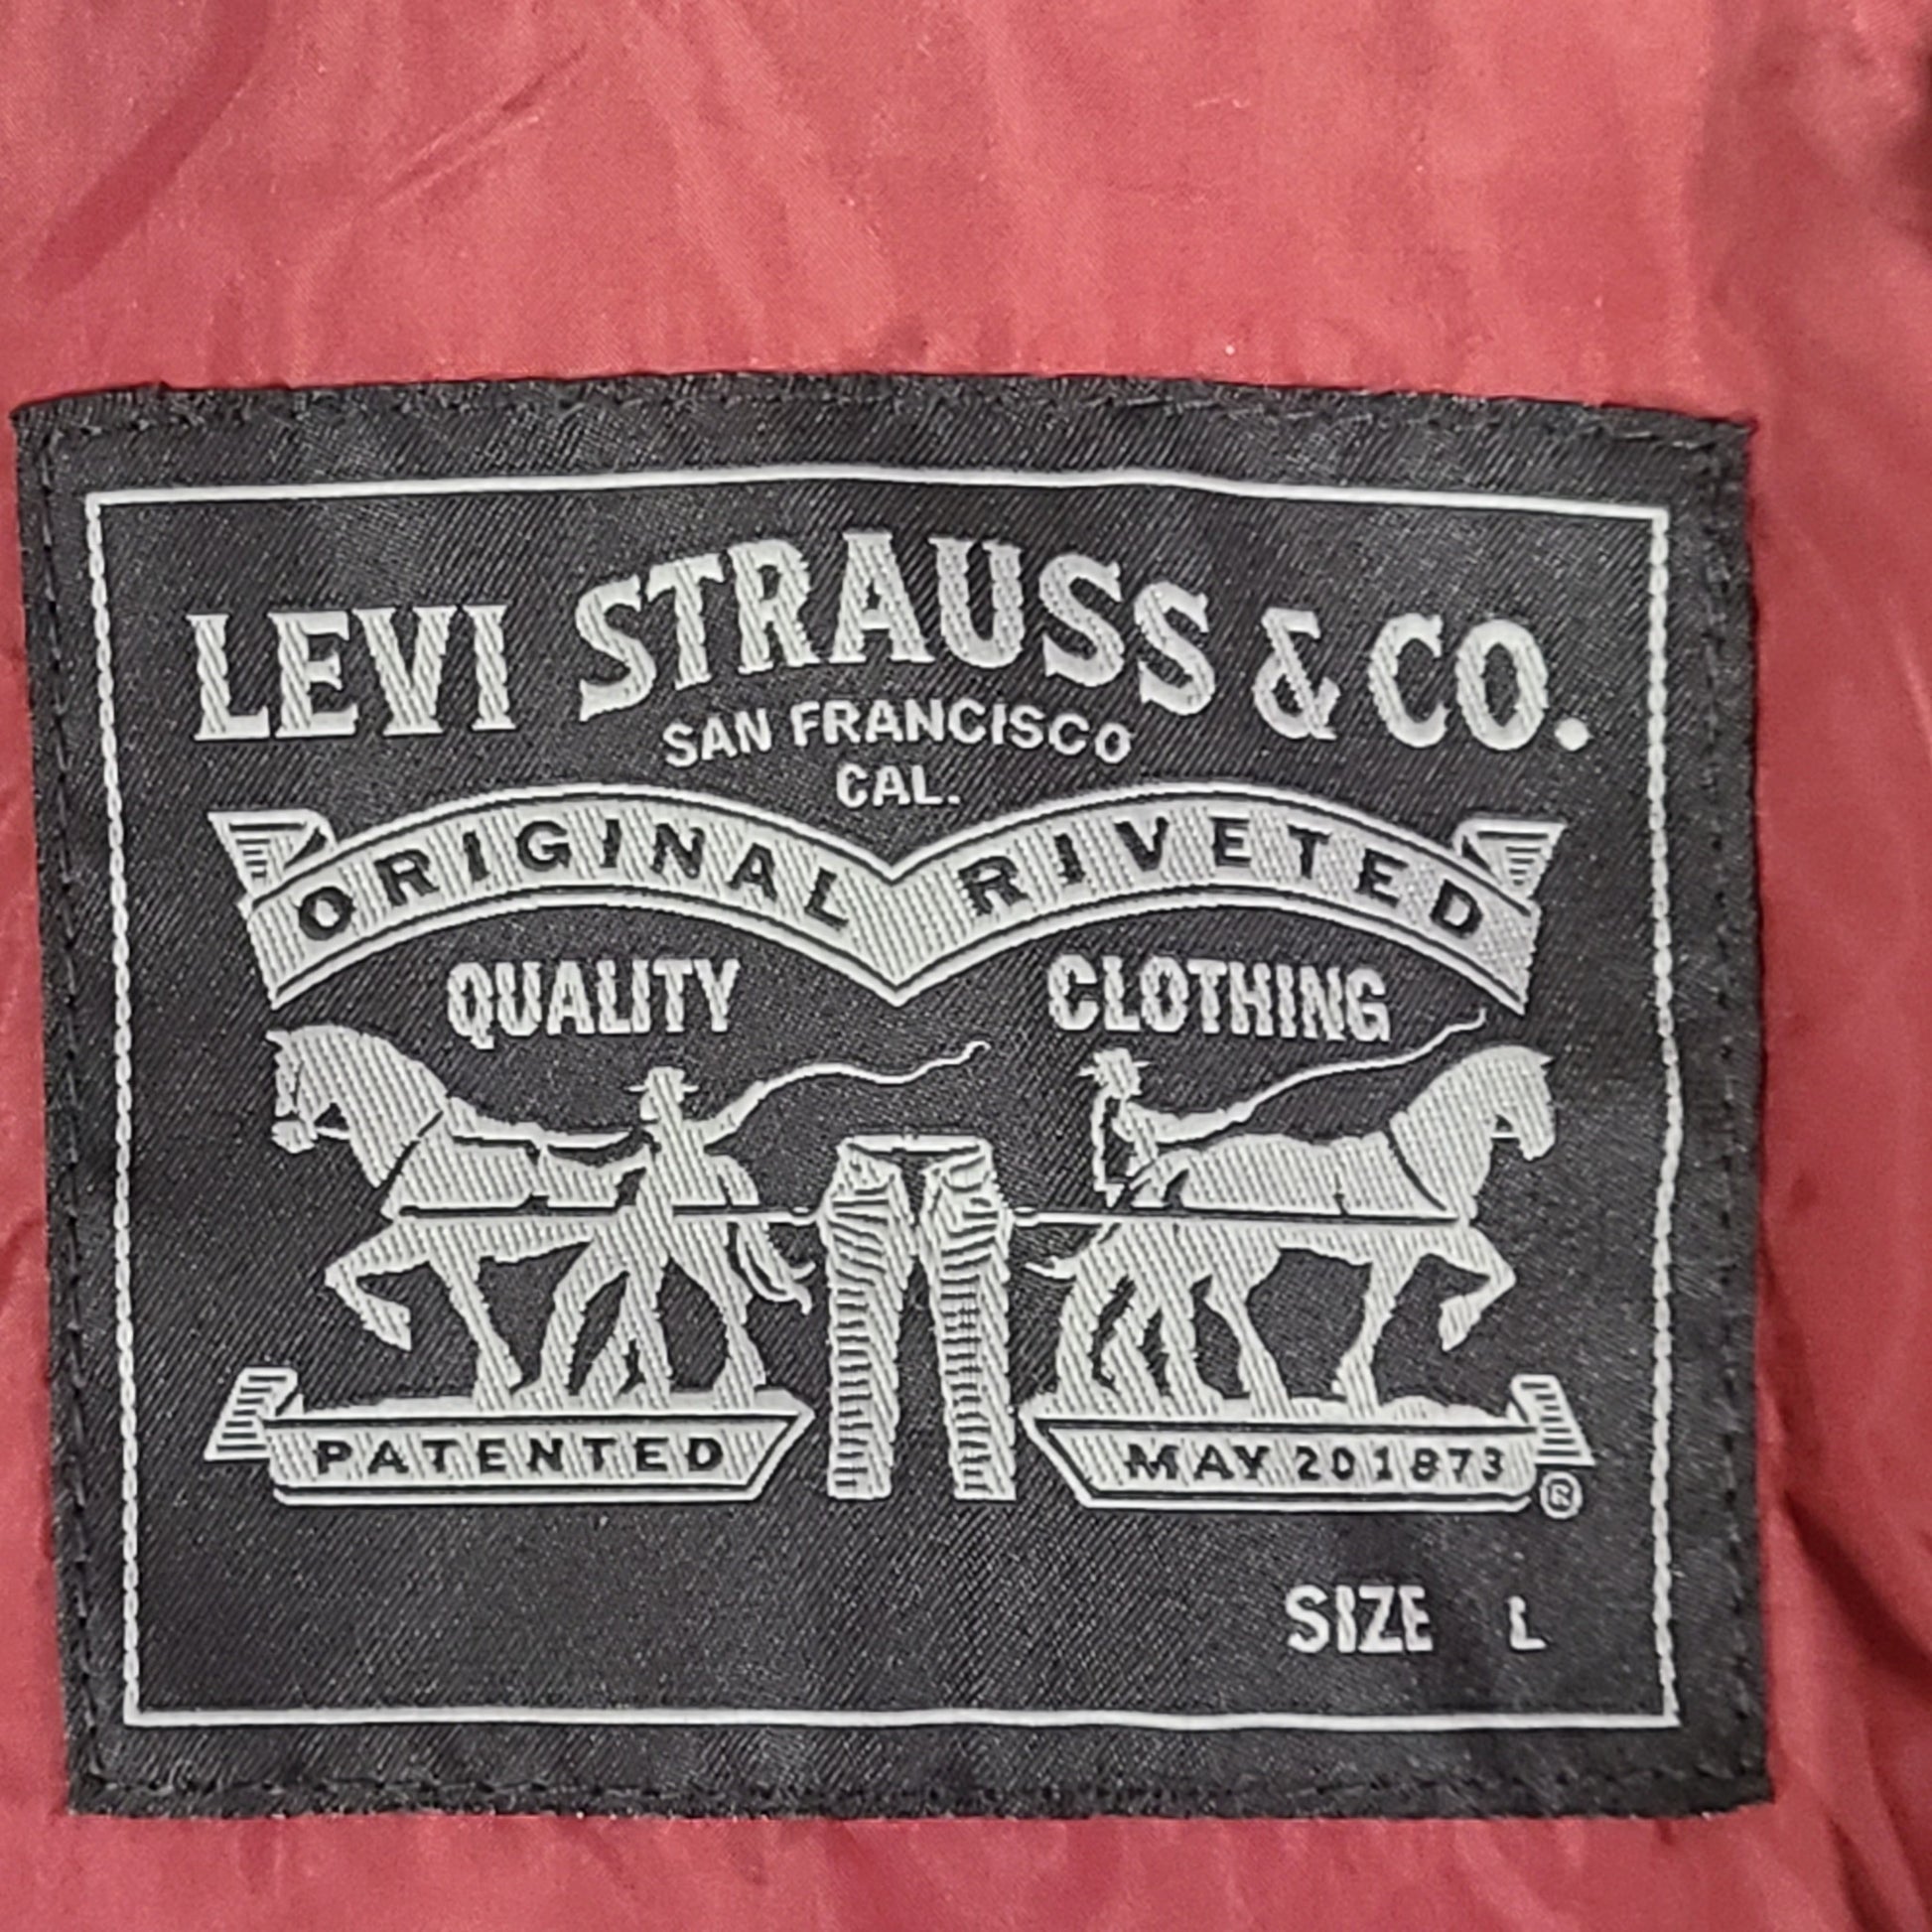 LEVI STRAUSS & CO.
SAN FRANCISCO
CAL.
ORIGINAL RIVETED
QUALITY CLOTHING
PATENTED MAY 20 1873
®
SIZE L